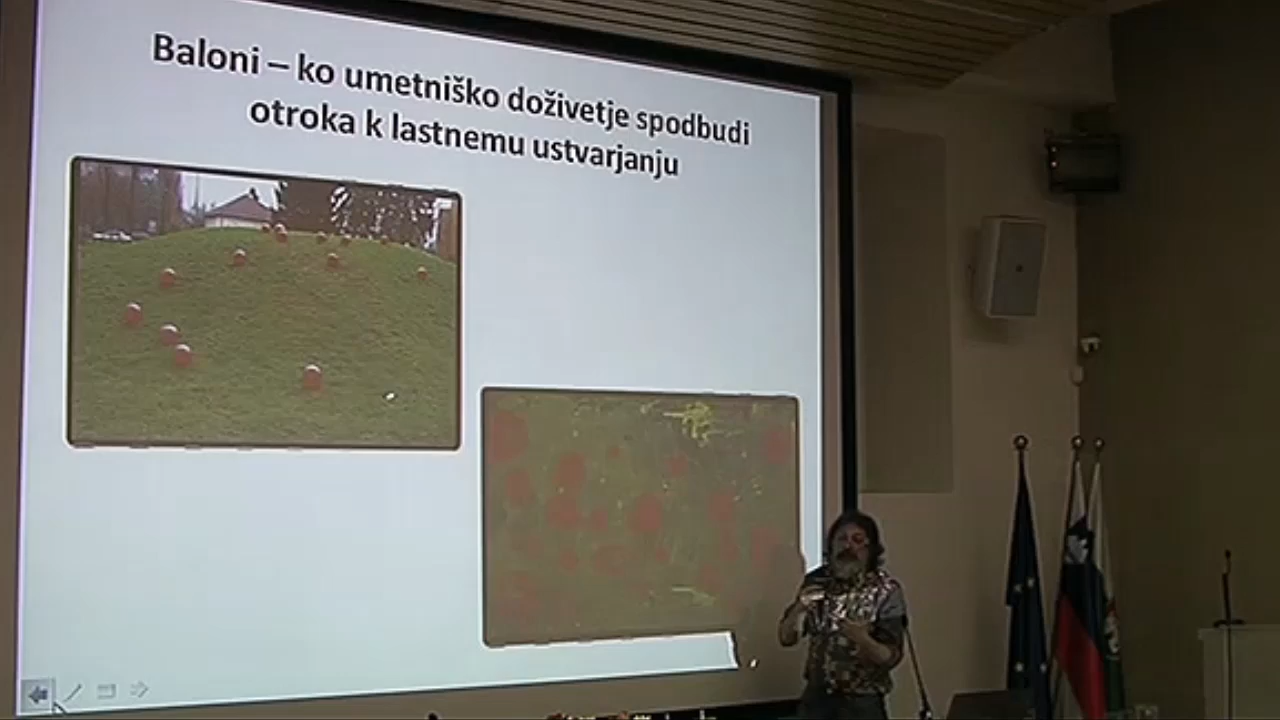 Baloni – ko umetniško doživetje spodbudi
otroka k lastnemu ustvarjanju